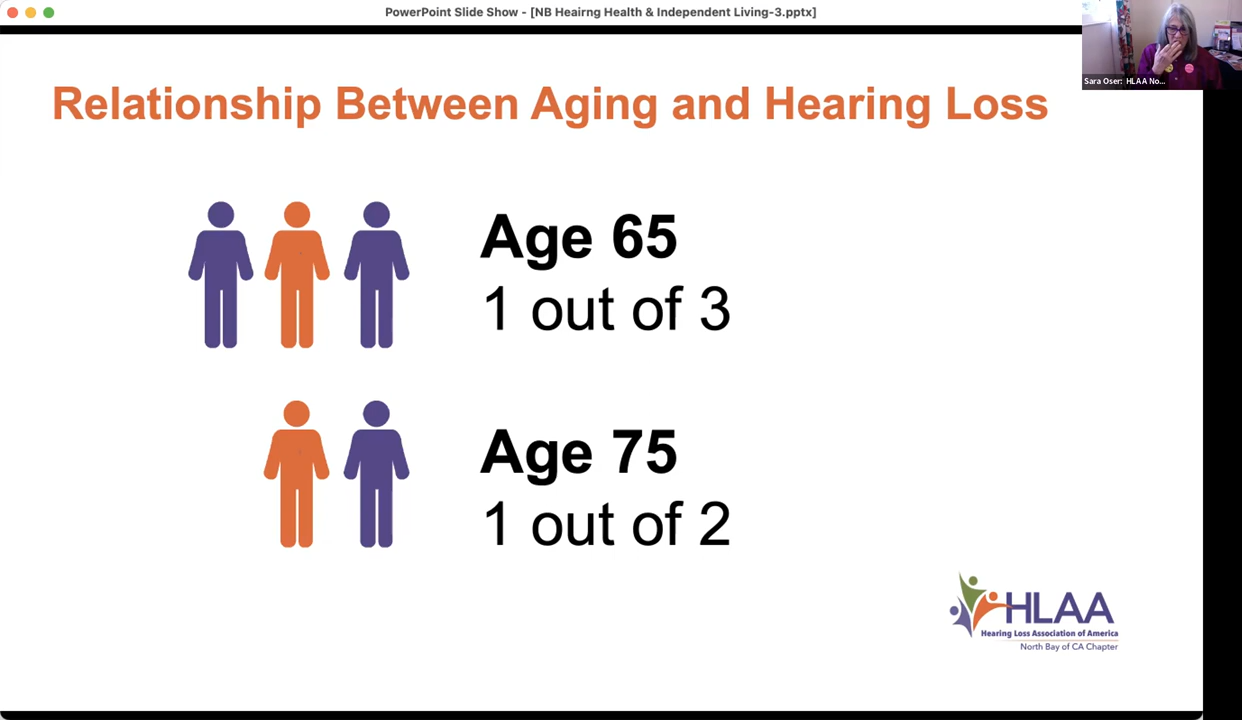 PowerPoint Slide Show - [NB Heairng Health & Independent Living-3.pptx]
Sara Oser: HLAA No...
Relationship Between Aging and Hearing Loss
Age 65
1 out of 3
Age 75
1 out of 2
HLAA
Hearing Loss Association of America
North Bay of CA Chapter